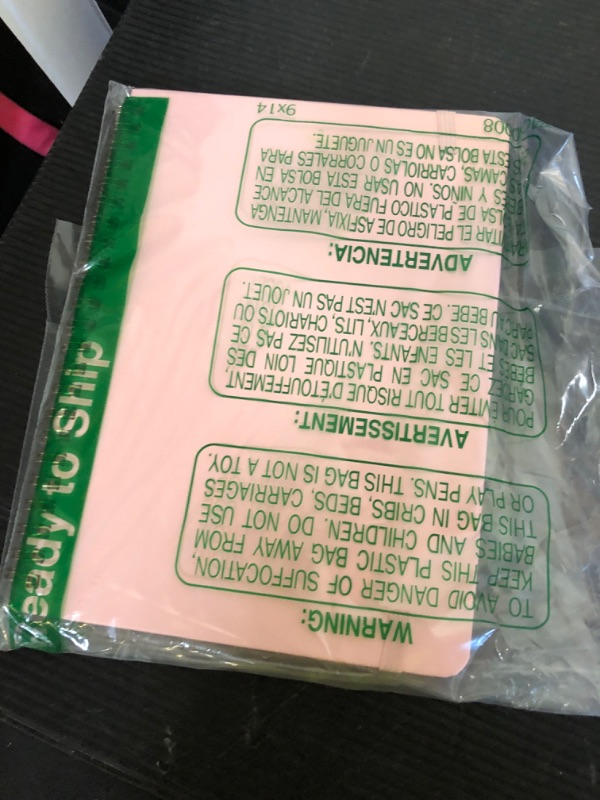 WARNING:
TO AVOID DANGER OF SUFFOCATION,
KEEP THIS PLASTIC BAG AWAY FROM
BABIES AND CHILDREN. DO NOT USE
THIS BAG IN CRIBS, BEDS, CARRIAGES
OR PLAY PENS. THIS BAG IS NOT A TOY.
AVERTISSEMENT:
POUR ÉVITER TOUT RISQUE D'ÉTOUFFEMENT,
GARDEZ CE SAC EN PLASTIQUE LOIN DES
BÉBÉS ET LES ENFANTS. N'UTILISEZ PAS CE
SAC DANS LES BERCEAUX, LITS, CHARIOTS OU
PARC AU BEBE. CE SAC N'EST PAS UN JOUET.
ADVERTENCIA:
EL PELIGRO DE ASFIXIA, MANTENGA
DE PLASTICO FUERA DEL ALCANCE
Y NINOS. NO USAR ESTA BOLSA EN
CAMAS, CARRIOLAS O CORRALES PARA
ESTA BOLSA NO ES UN JUGUETE.
9x14
eady to Ship